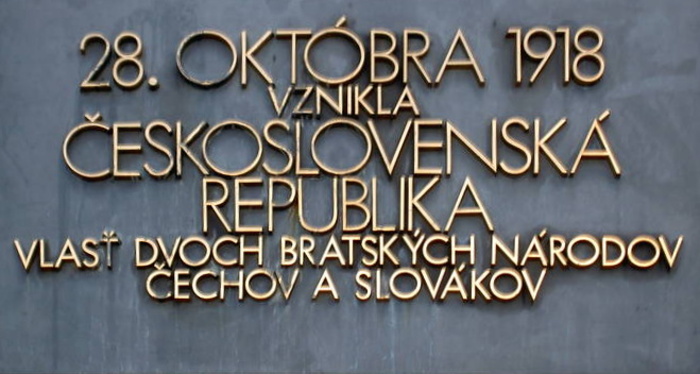 28. OKTÓBRA 1918
VZNIKLA
ČESKOSLOVENSKÁ
REPUBLIKA
VLASŤ DVOCH BRATSKÝCH NÁRODOV
ČECHOV A SLOVÁKOV